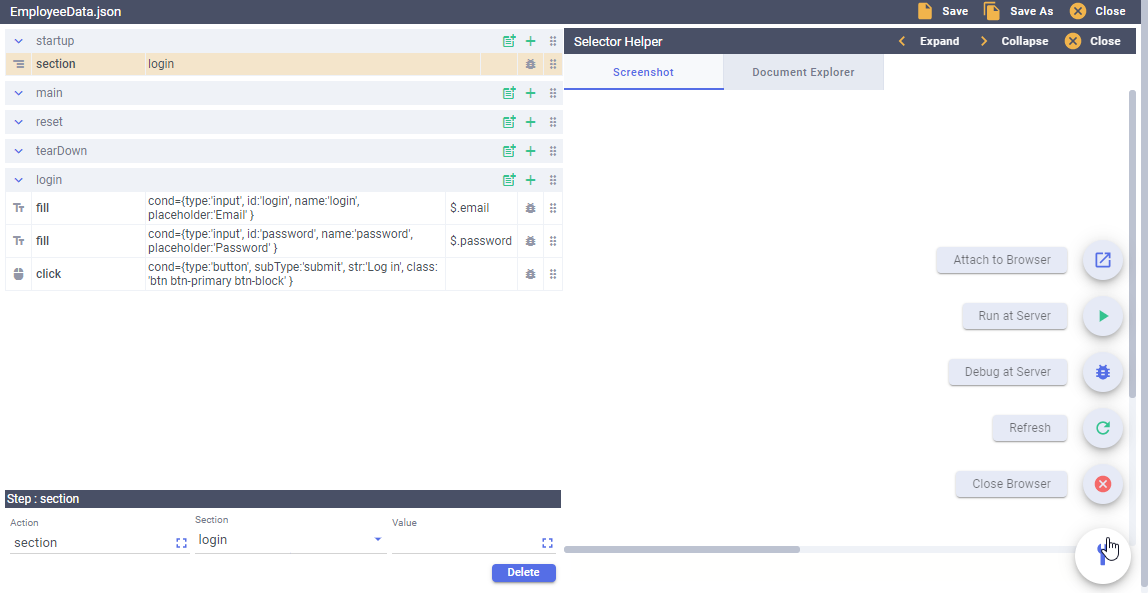 EmployeeData.json
Save
Save As
Close
startup
section
login
main
reset
tearDown
login
fill
cond={type:'input', id:'login', name:'login',
placeholder:'Email' }
$.email
fill
cond={type:'input', id:'password', name:'password',
placeholder:'Password' }
$.password
click
cond={type:'button', subType:'submit', str:'Log in', class:
'btn btn-primary btn-block' }
Selector Helper
Expand
Collapse
Close
Screenshot
Document Explorer
Attach to Browser
Run at Server
Debug at Server
Refresh
Close Browser
Step : section
Action
section
Section
login
Value
Delete